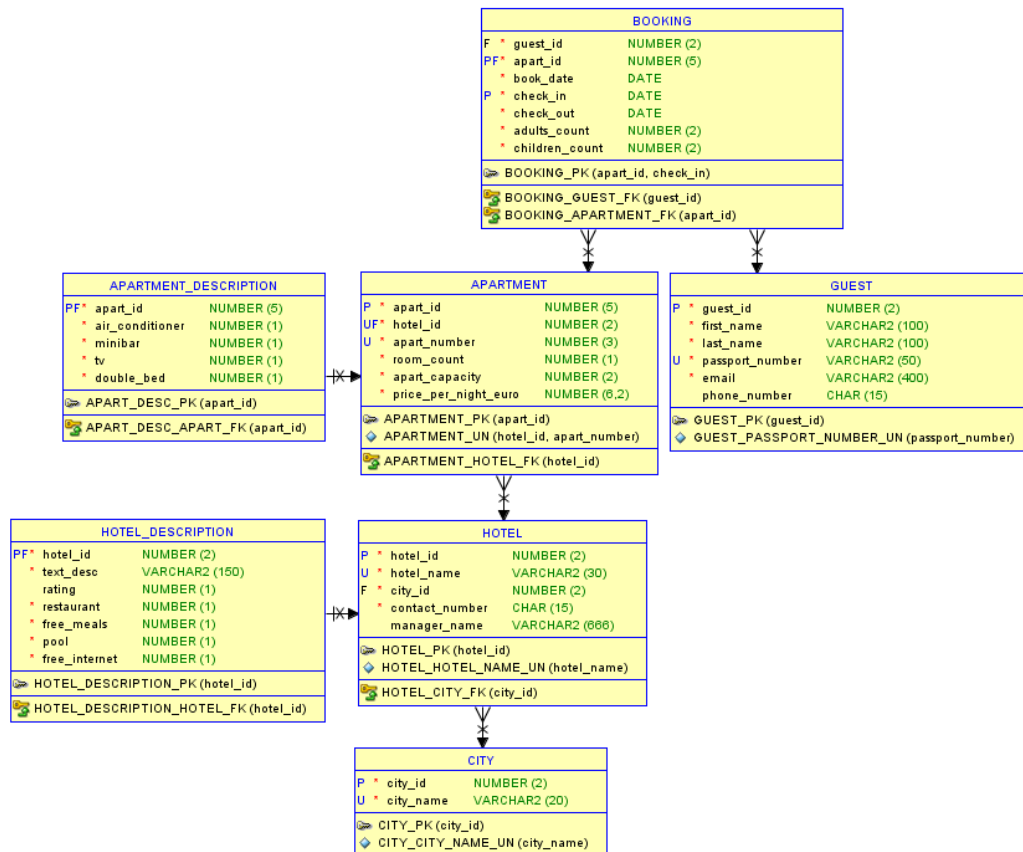 BOOKING
F * guest_id NUMBER (2)
PF* apart_id NUMBER (5)
* book_date DATE
P * check_in DATE
* check_out DATE
* adults_count NUMBER (2)
* children_count NUMBER (2)
BOOKING_PK (apart_id, check_in)
BOOKING_GUEST_FK (guest_id)
BOOKING_APARTMENT_FK (apart_id)
APARTMENT_DESCRIPTION
PF* apart_id NUMBER (5)
* air_conditioner NUMBER (1)
* minibar NUMBER (1)
* tv NUMBER (1)
* double_bed NUMBER (1)
APART_DESC_PK (apart_id)
APART_DESC_APART_FK (apart_id)
APARTMENT
P * apart_id NUMBER (5)
UF* hotel_id NUMBER (2)
U * apart_number NUMBER (3)
* room_count NUMBER (1)
* apart_capacity NUMBER (2)
* price_per_night_euro NUMBER (6,2)
APARTMENT_PK (apart_id)
APARTMENT_UN (hotel_id, apart_number)
APARTMENT_HOTEL_FK (hotel_id)
GUEST
P * guest_id NUMBER (2)
* first_name VARCHAR2 (100)
* last_name VARCHAR2 (100)
U * passport_number VARCHAR2 (50)
* email VARCHAR2 (400)
phone_number CHAR (15)
GUEST_PK (guest_id)
GUEST_PASSPORT_NUMBER_UN (passport_number)
HOTEL_DESCRIPTION
PF* hotel_id NUMBER (2)
* text_desc VARCHAR2 (150)
rating NUMBER (1)
* restaurant NUMBER (1)
* free_meals NUMBER (1)
* pool NUMBER (1)
* free_internet NUMBER (1)
HOTEL_DESCRIPTION_PK (hotel_id)
HOTEL_DESCRIPTION_HOTEL_FK (hotel_id)
HOTEL
P * hotel_id NUMBER (2)
U * hotel_name VARCHAR2 (30)
F * city_id NUMBER (2)
* contact_number CHAR (15)
manager_name VARCHAR2 (666)
HOTEL_PK (hotel_id)
HOTEL_HOTEL_NAME_UN (hotel_name)
HOTEL_CITY_FK (city_id)
CITY
P * city_id NUMBER (2)
U * city_name VARCHAR2 (20)
CITY_PK (city_id)
CITY_CITY_NAME_UN (city_name)